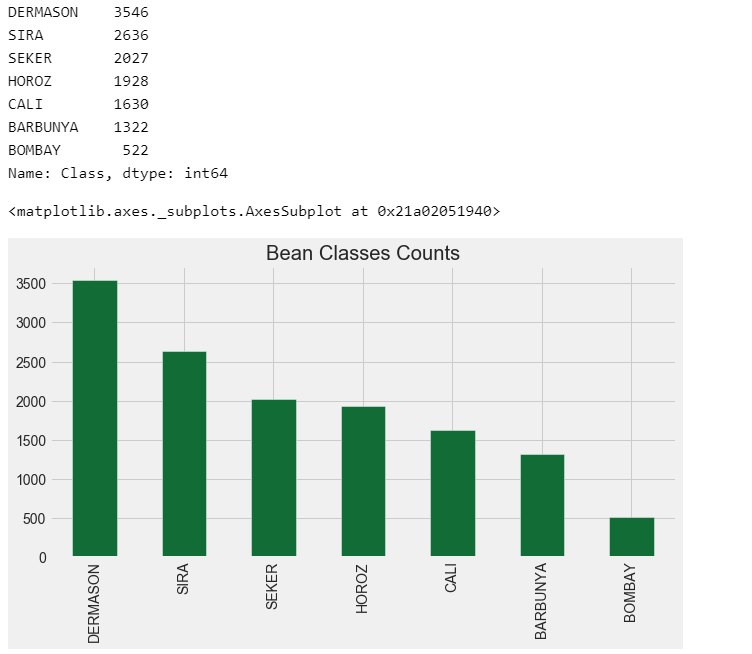 DERMASON    3546
SIRA        2636
SEKER       2027
HOROZ       1928
CALI        1630
BARBUNYA    1322
BOMBAY       522
Name: Class, dtype: int64
<matplotlib.axes._subplots.AxesSubplot at 0x21a02051940>
Bean Classes Counts
3500
3000
2500
2000
1500
1000
500
0
DERMASON
SIRA
SEKER
HOROZ
CALI
BARBUNYA
BOMBAY